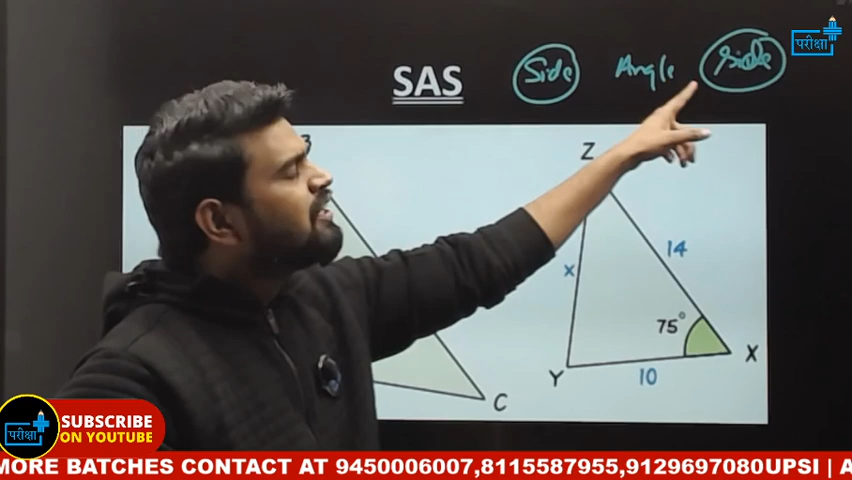 SAS Side Angle Side
परीक्षा
B
Z
14
x
75°
X
Y
10
C
परीक्षा
SUBSCRIBE
ON YOUTUBE
MORE BATCHES CONTACT AT 9450006007,8115587955,9129697080UPSI | A